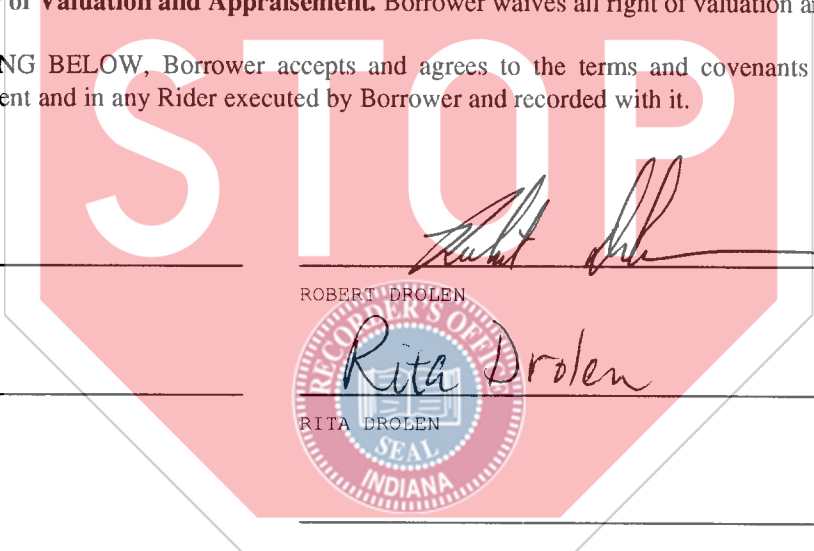 of Valuation and Appraisement. Borrower waives all right of valuation a
NG BELOW, Borrower accepts and agrees to the terms and covenants
ent and in any Rider executed by Borrower and recorded with it.
STOP
ROBERT DROLEN
Rita Drolen
RITA DROLEN
RECORDER'S OFFICE
SEAL
INDIANA